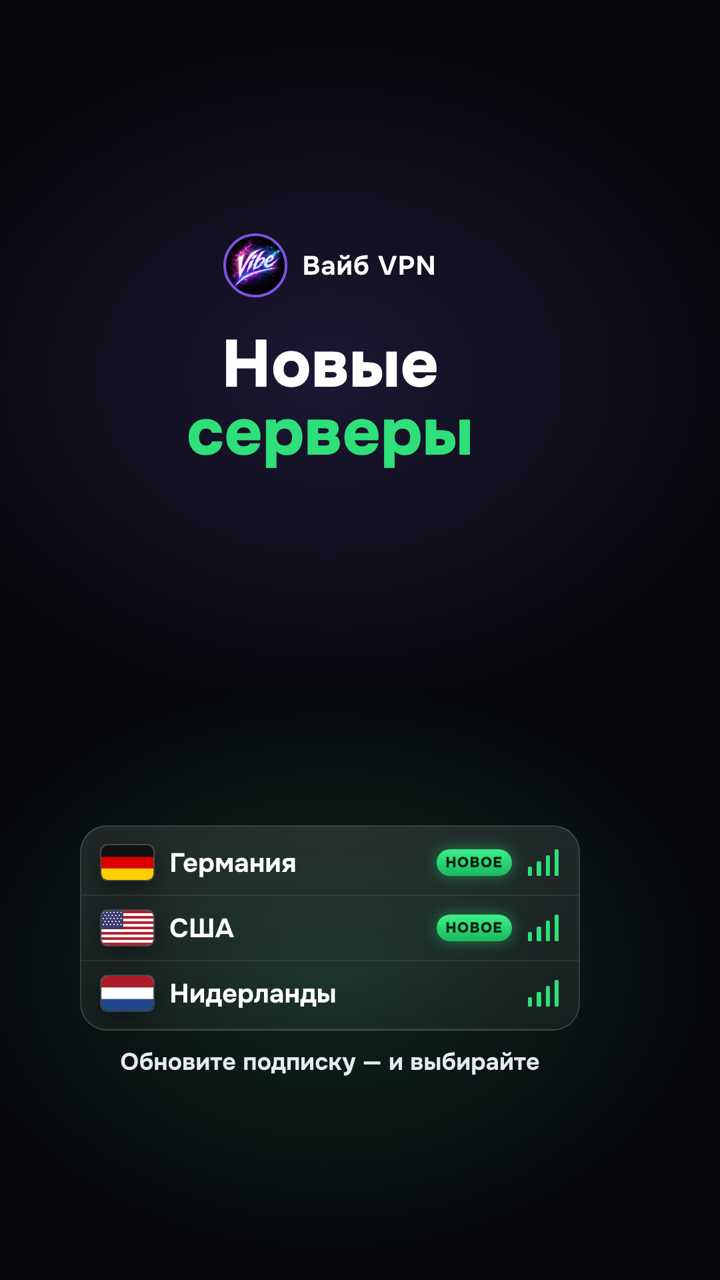 Vibe
Вайб VPN
Новые
серверы
Германия НОВОЕ
США НОВОЕ
Нидерланды
Обновите подписку — и выбирайте